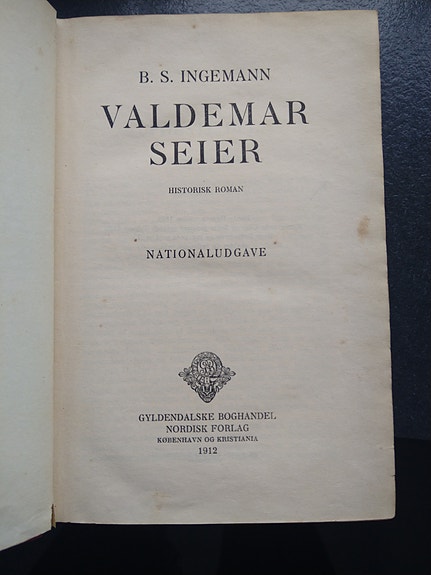 B. S. INGEMANN
VALDEMAR
SEIER
HISTORISK ROMAN
NATIONALUDGAVE
GYLDENDALSKE BOGHANDEL
NORDISK FORLAG
KØBENHAVN OG KRISTIANIA
1912